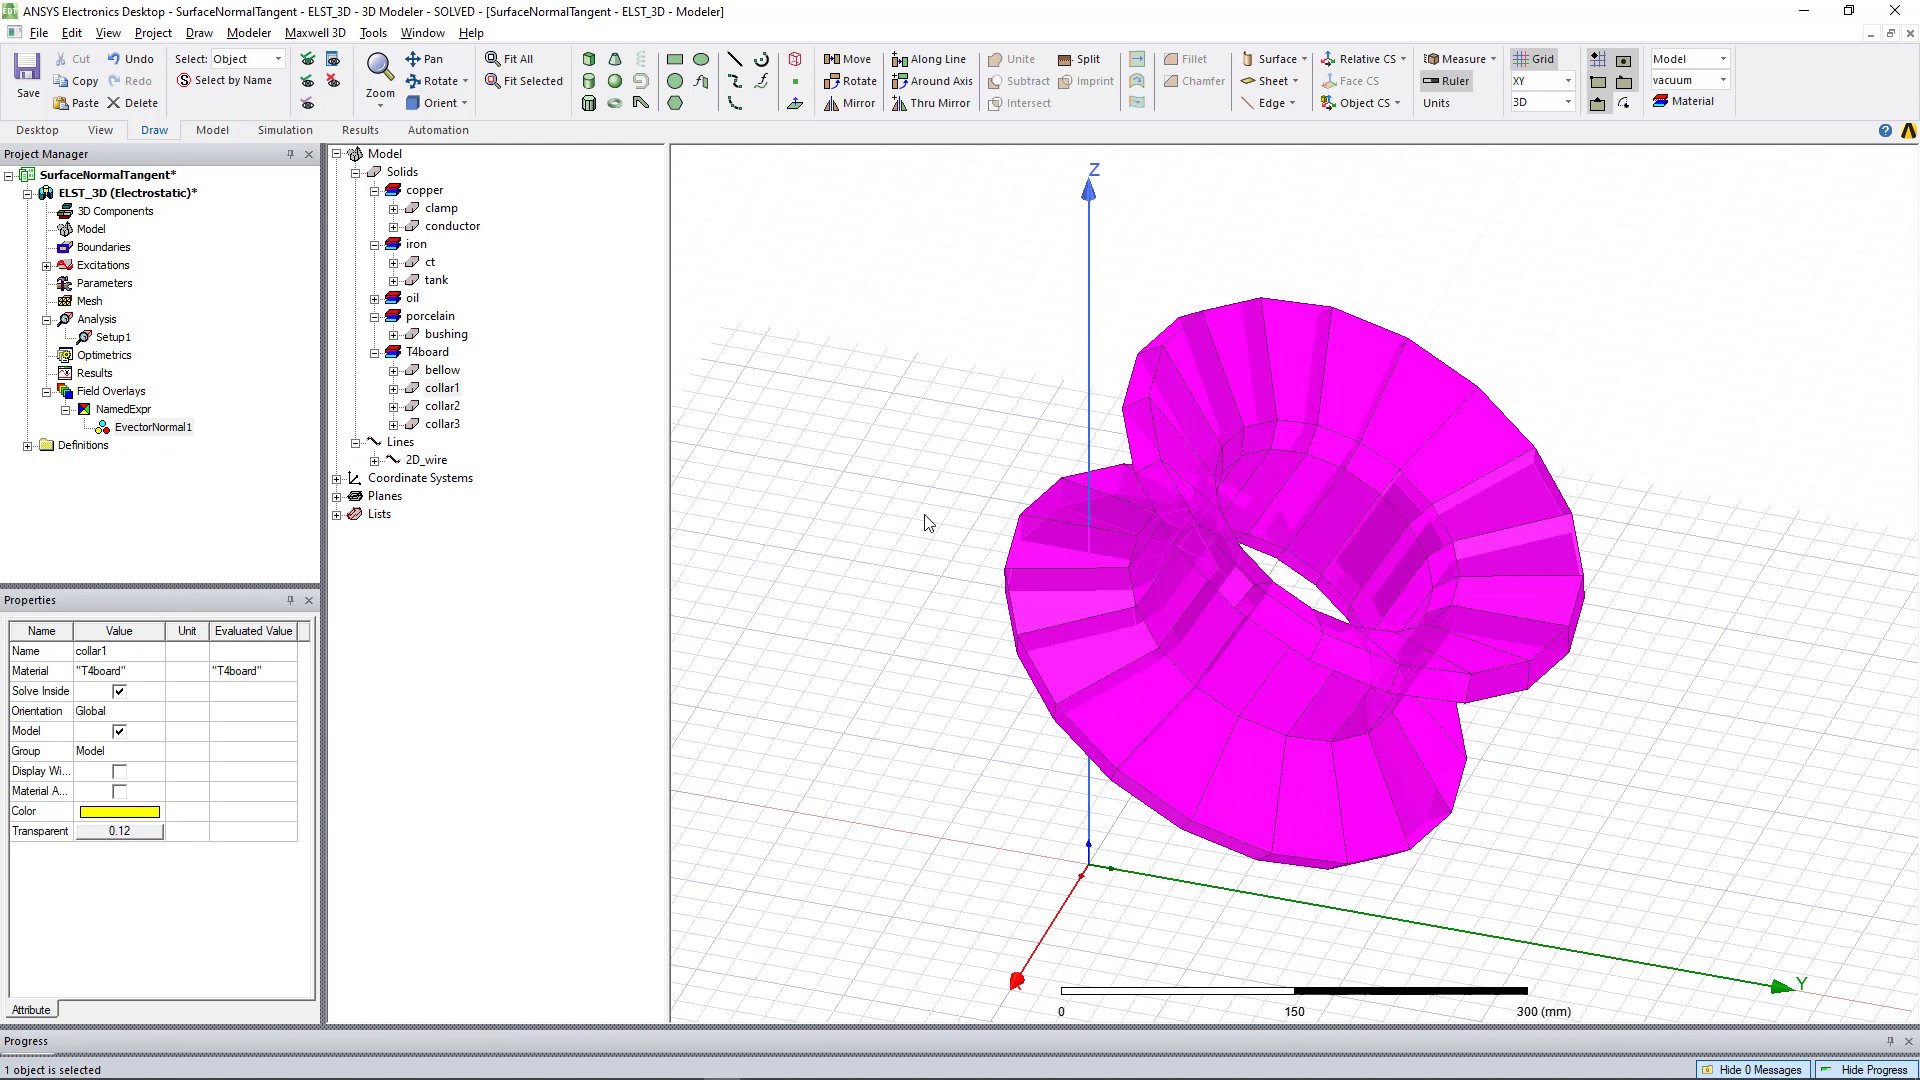 ANSYS Electronics Desktop - SurfaceNormalTangent - ELST_3D - 3D Modeler - SOLVED - [SurfaceNormalTangent - ELST_3D - Modeler]
File Edit View Project Draw Modeler Maxwell 3D Tools Window Help
Save
Cut Undo
Copy Redo
Paste Delete
Select: Object
Select by Name
Zoom
Pan
Rotate
Orient
Fit All
Fit Selected
Move Along Line
Rotate Around Axis
Mirror Thru Mirror
Unite Split
Subtract Imprint
Intersect
Fillet
Chamfer
Surface
Sheet
Edge
Relative CS
Face CS
Object CS
Measure
Ruler
Units
Grid
XY
3D
Model
vacuum
Material
Desktop View Draw Model Simulation Results Automation
Project Manager
SurfaceNormalTangent*
ELST_3D (Electrostatic)*
3D Components
Model
Boundaries
Excitations
Parameters
Mesh
Analysis
Setup1
Optimetrics
Results
Field Overlays
NamedExpr
EvectorNormal1
Definitions
Model
Solids
copper
clamp
conductor
iron
ct
tank
oil
porcelain
bushing
T4board
bellow
collar1
collar2
collar3
Lines
2D_wire
Coordinate Systems
Planes
Lists
Properties
Name Value Unit Evaluated Value
Name collar1
Material "T4board" "T4board"
Solve Inside
Orientation Global
Model
Group Model
Display Wi...
Material A...
Color
Transparent 0.12
Attribute
Z
Y
0 150 300 (mm)
Progress
1 object is selected
Hide 0 Messages Hide Progress